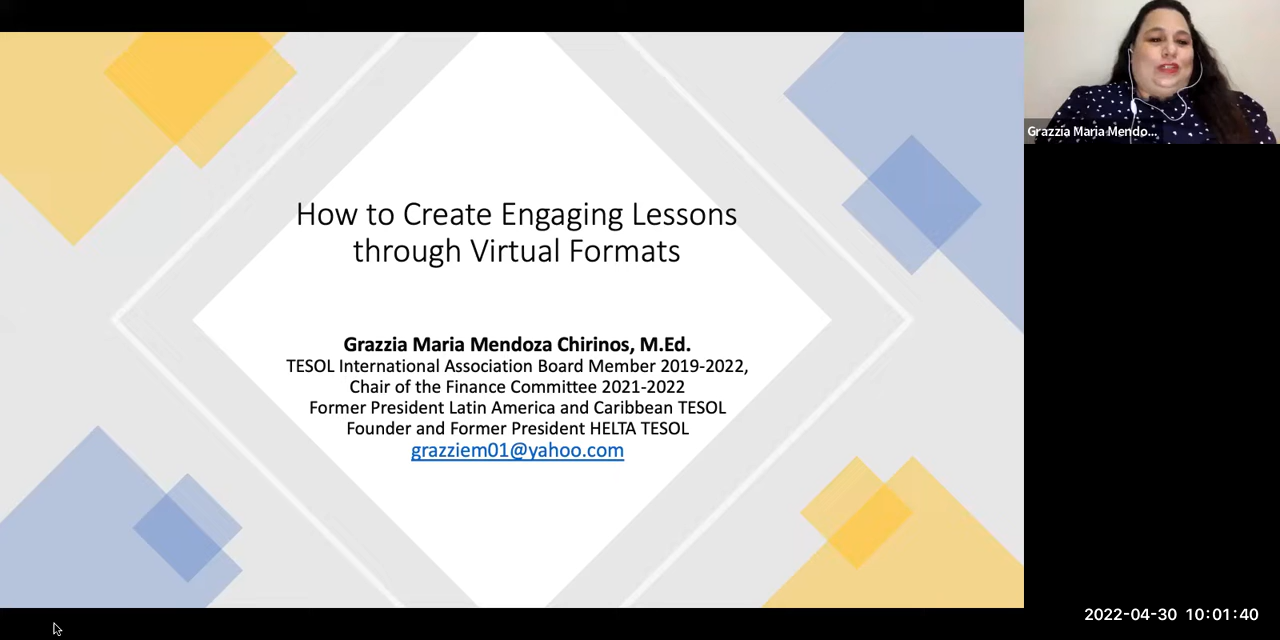 How to Create Engaging Lessons
through Virtual Formats
Grazzia Maria Mendoza Chirinos, M.Ed.
TESOL International Association Board Member 2019-2022,
Chair of the Finance Committee 2021-2022
Former President Latin America and Caribbean TESOL
Founder and Former President HELTA TESOL
grazziem01@yahoo.com
Grazzia Maria Mendo...
2022-04-30 10:01:40